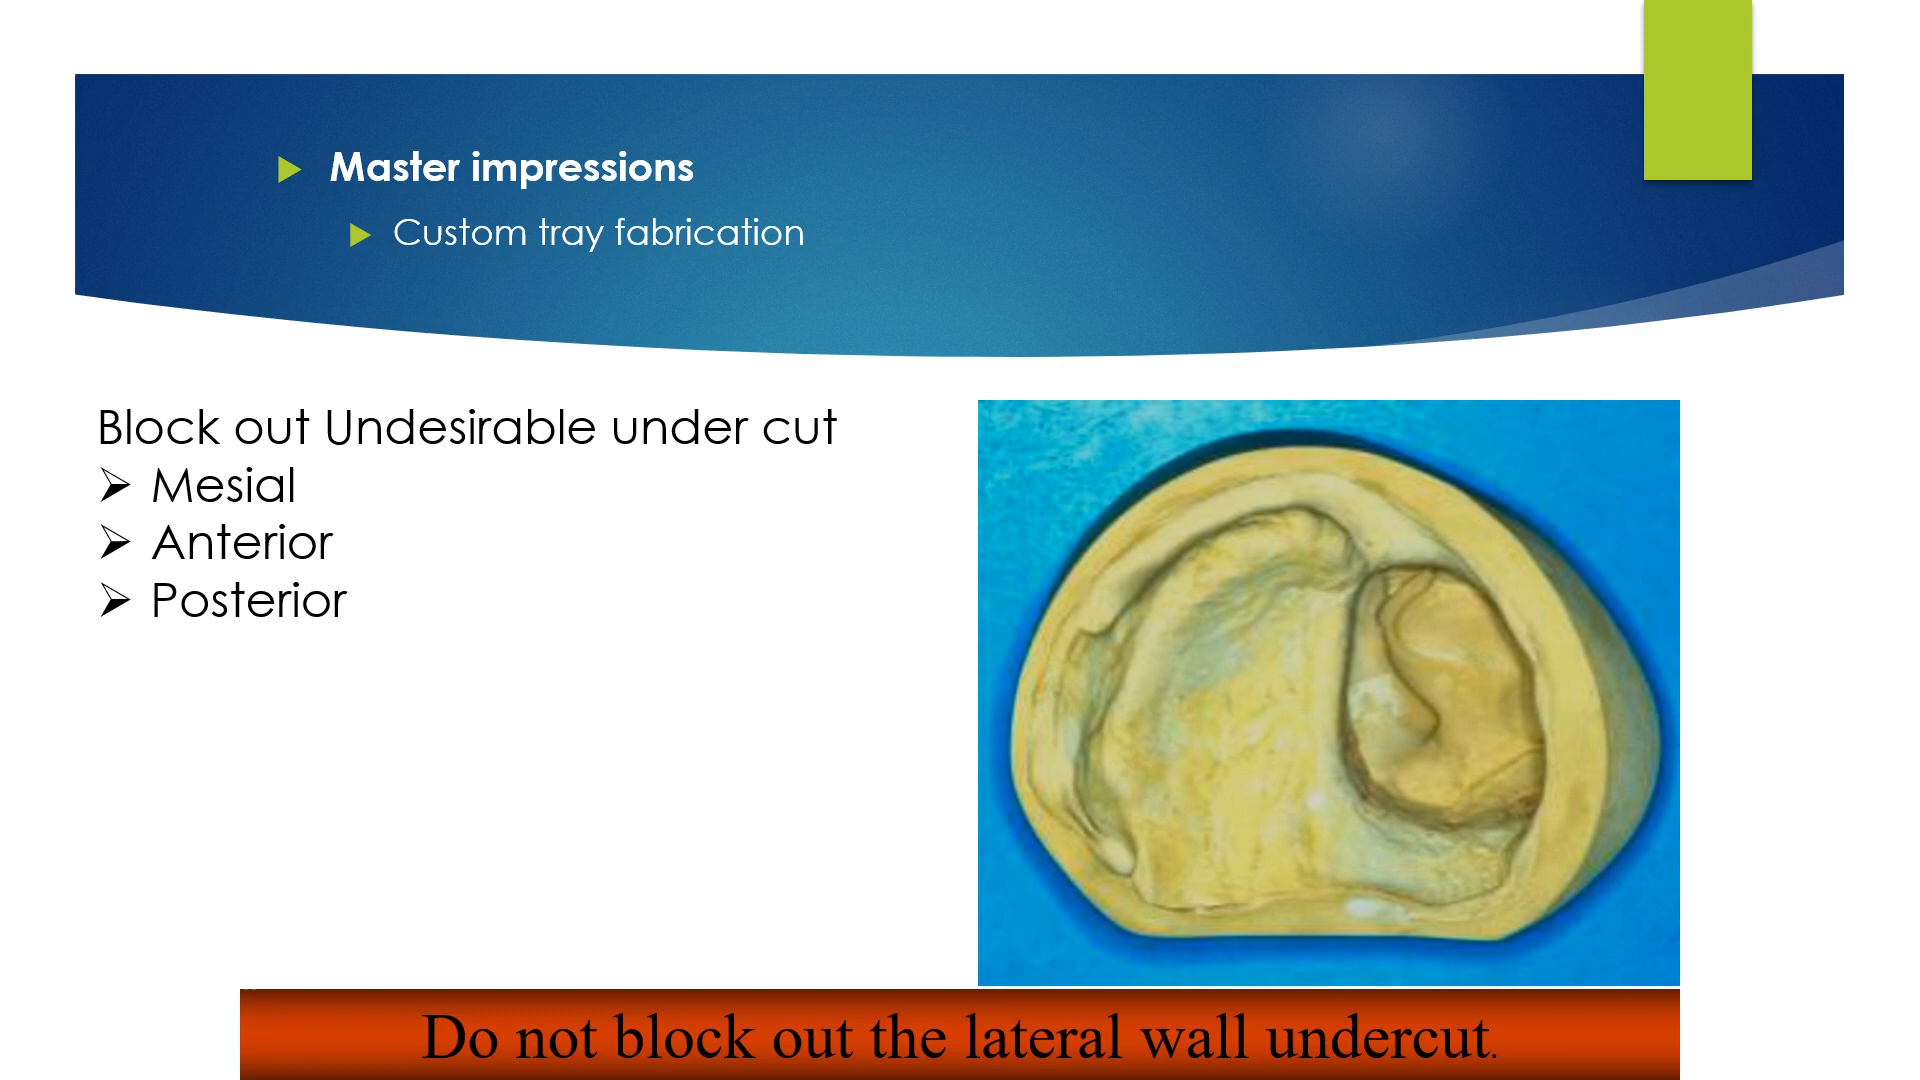 Master impressions
Custom tray fabrication
Block out Undesirable under cut
Mesial
Anterior
Posterior
Do not block out the lateral wall undercut.